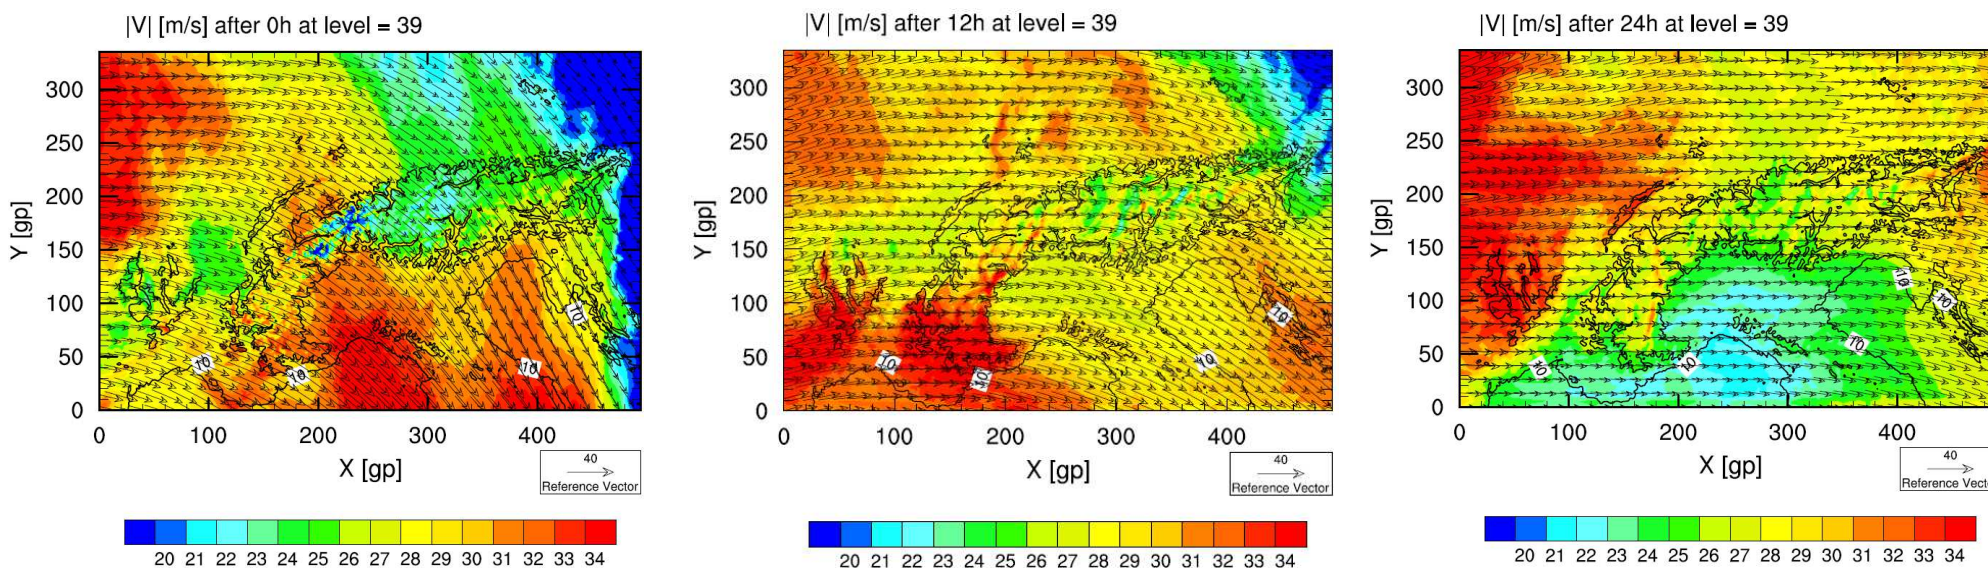 |V| [m/s] after 0h at level = 39
Y [gp]
300
250
200
150
100
50
0
10
10
10
10
0 100 200 300 400
X [gp]
40
Reference Vector
20 21 22 23 24 25 26 27 28 29 30 31 32 33 34
|V| [m/s] after 12h at level = 39
Y [gp]
300
250
200
150
100
50
0
10
10
10
10
0 100 200 300 400
X [gp]
40
Reference Vector
20 21 22 23 24 25 26 27 28 29 30 31 32 33 34
|V| [m/s] after 24h at level = 39
Y [gp]
300
250
200
150
100
50
0
10
10
10
10
10
0 100 200 300 400
X [gp]
40
Reference Vecto
20 21 22 23 24 25 26 27 28 29 30 31 32 33 34